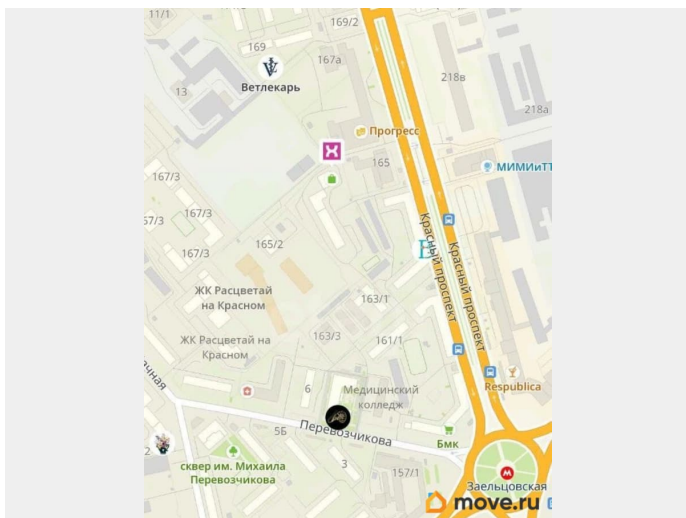 11/1
169/2
169
167а
Ветлекарь
13
218в
218а
Прогресс
165
МИМИиТТ
167/3
167/3
57/3
167/3
165/2
Красный проспект
Красный проспект
ЖК Расцветай
на Красном
163/1
163/3
161/1
ЖК Расцветай на
Красном
чная
6
Медицинский
колледж
Respublica
5Б
Перевозчикова
Бмк
2
сквер им. Михаила
Перевозчикова
3
157/1
Заельцовская
move.ru